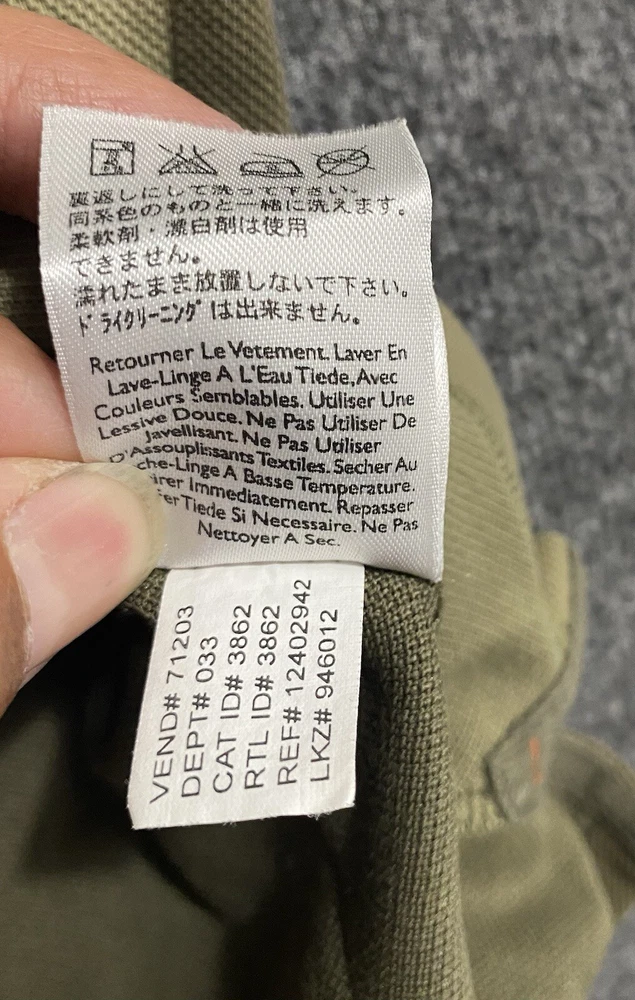 裏返しにして洗って下さい。
同系色のものと一緒に洗えます。
柔軟剤・漂白剤は使用
できません。
濡れたまま放置しないで下さい。
ドライクリーニングは出来ません。
Retourner Le Vetement. Laver En
Lave-Linge A L'Eau Tiede,Avec
Couleurs Semblables. Utiliser Une
Lessive Douce. Ne Pas Utiliser De
Javellisant. Ne Pas Utiliser
D'Assouplissants Textiles. Secher Au
che-Linge A Basse Temperature.
irer Immediatement. Repasser
er Tiede Si Necessaire. Ne Pas
Nettoyer A Sec.
VEND# 71203
DEPT# 033
CAT ID# 3862
RTL ID# 3862
REF# 12402942
LKZ# 946012